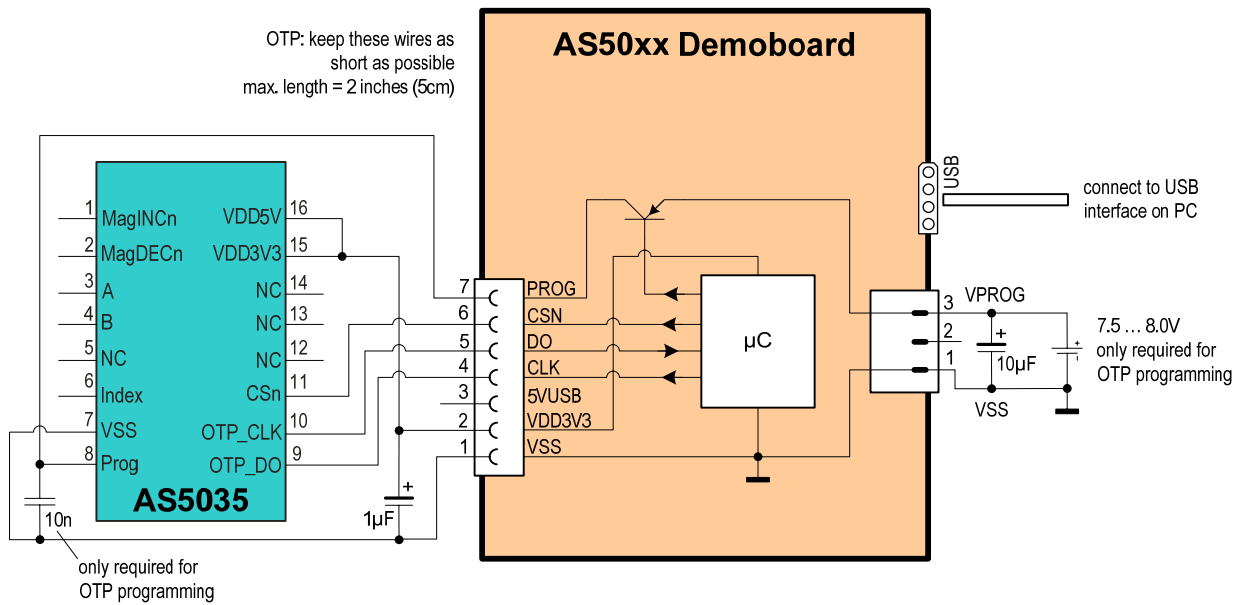 OTP: keep these wires as
short as possible
max. length = 2 inches (5cm)
AS50xx Demoboard
USB
connect to USB
interface on PC
1 MagINCn
2 MagDECn
3 A
4 B
5 NC
6 Index
7 VSS
8 Prog
VDD5V 16
VDD3V3 15
NC 14
NC 13
NC 12
CSn 11
OTP_CLK 10
OTP_DO 9
AS5035
10n
only required for
OTP programming
1µF
+
7 PROG
6 CSN
5 DO
4 CLK
3 5VUSB
2 VDD3V3
1 VSS
µC
3 VPROG
2
1
VSS
+
10µF
+
7.5 ... 8.0V
only required for
OTP programming